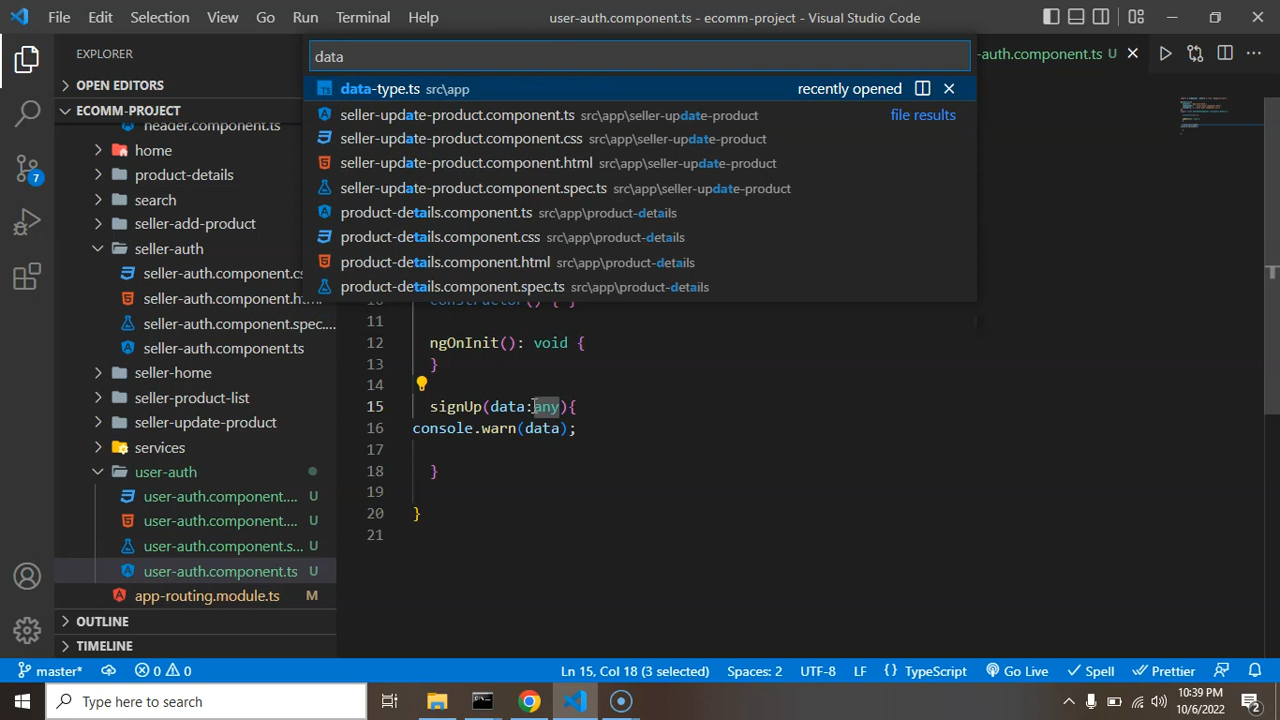 File Edit Selection View Go Run Terminal Help user-auth.component.ts - ecomm-project - Visual Studio Code
EXPLORER
data
-auth.component.ts U
OPEN EDITORS
ECOMM-PROJECT
header.component.ts
home
product-details
search
seller-add-product
seller-auth
seller-auth.component.cs
seller-auth.component.ht
seller-auth.component.spec....
seller-auth.component.ts
seller-home
seller-product-list
seller-update-product
services
user-auth
user-auth.component.... U
user-auth.component.... U
user-auth.component.s... U
user-auth.component.ts U
app-routing.module.ts M
OUTLINE
TIMELINE
7
data-type.ts src\app recently opened
seller-update-product.component.ts src\app\seller-update-product file results
seller-update-product.component.css src\app\seller-update-product
seller-update-product.component.html src\app\seller-update-product
seller-update-product.component.spec.ts src\app\seller-update-product
product-details.component.ts src\app\product-details
product-details.component.css src\app\product-details
product-details.component.html src\app\product-details
product-details.component.spec.ts src\app\product-details
10 constructor() { }
11
12 ngOnInit(): void {
13 }
14
15 signUp(data:any){
16 console.warn(data);
17
18 }
19
20 }
21
master* 0 0 Ln 15, Col 18 (3 selected) Spaces: 2 UTF-8 LF { } TypeScript Go Live Spell Prettier
Type here to search
10:39 PM
10/6/2022
2